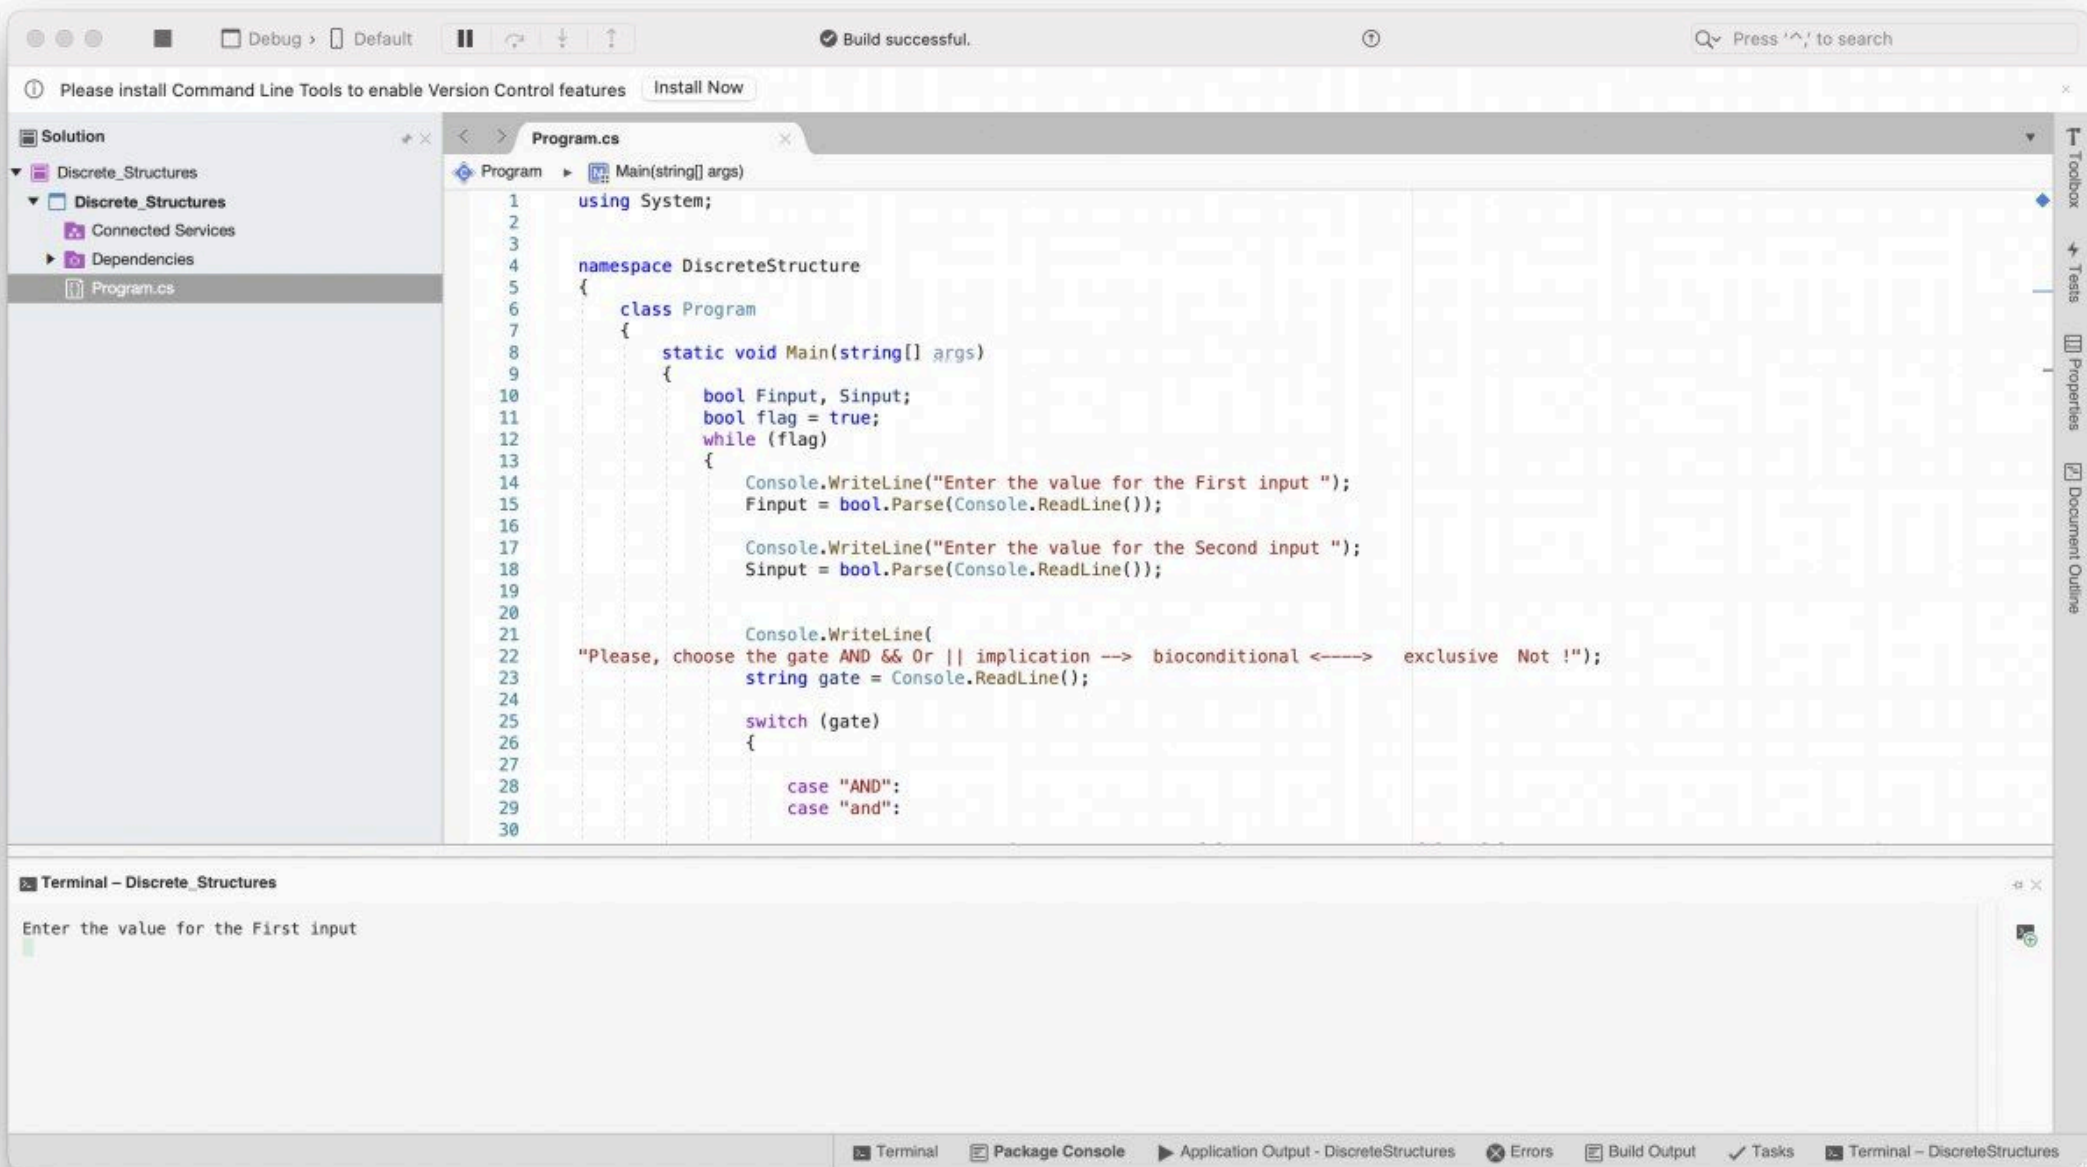 Debug › Default
Build successful.
Press '^,' to search
Please install Command Line Tools to enable Version Control features
Install Now
Solution
Discrete_Structures
Discrete_Structures
Connected Services
Dependencies
Program.cs
Program.cs
Program
Main(string[] args)
1 using System;
2
3
4 namespace DiscreteStructure
5 {
6 class Program
7 {
8 static void Main(string[] args)
9 {
10 bool Finput, Sinput;
11 bool flag = true;
12 while (flag)
13 {
14 Console.WriteLine("Enter the value for the First input ");
15 Finput = bool.Parse(Console.ReadLine());
16
17 Console.WriteLine("Enter the value for the Second input ");
18 Sinput = bool.Parse(Console.ReadLine());
19
20
21 Console.WriteLine(
22 "Please, choose the gate AND && Or || implication --> bioconditional <----> exclusive Not !");
23 string gate = Console.ReadLine();
24
25 switch (gate)
26 {
27
28 case "AND":
29 case "and":
30
Toolbox
Tests
Properties
Document Outline
Terminal – Discrete_Structures
Enter the value for the First input
Terminal
Package Console
Application Output - DiscreteStructures
Errors
Build Output
Tasks
Terminal – DiscreteStructures